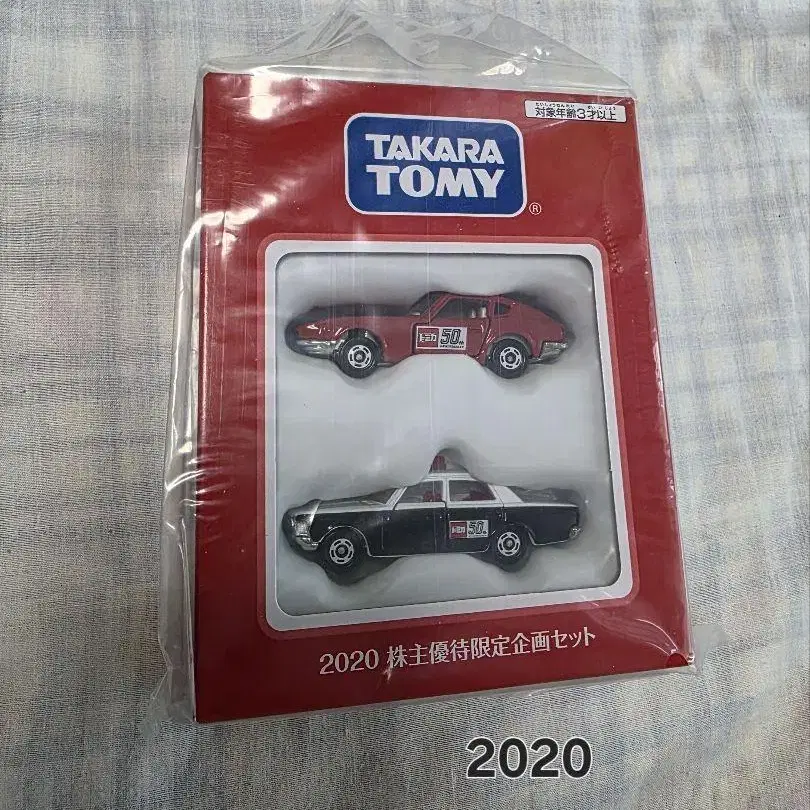 対象年齢3才以上
TAKARA
TOMY
®
トミカ 50th
ANNIVERSARY
トミカ 50th
2020 株主優待限定企画セット
2020